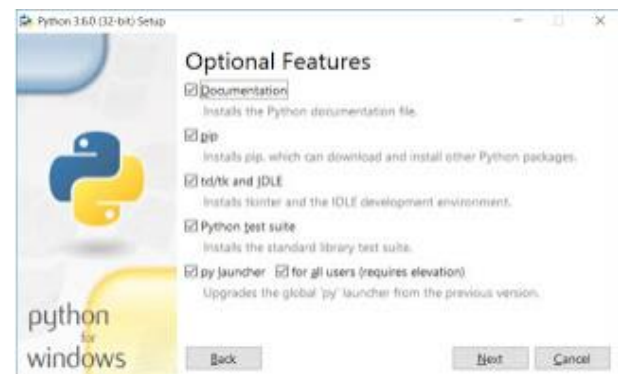 Python 3.6.0 (32-bit) Setup
Optional Features
Documentation
Installs the Python documentation file.
pip
Installs pip, which can download and install other Python packages.
td/tk and IDLE
Installs tkinter and the IDLE development environment.
Python test suite
Installs the standard library test suite.
py launcher for all users (requires elevation)
Upgrades the global 'py' launcher from the previous version.
python
for
windows
Back Next Cancel